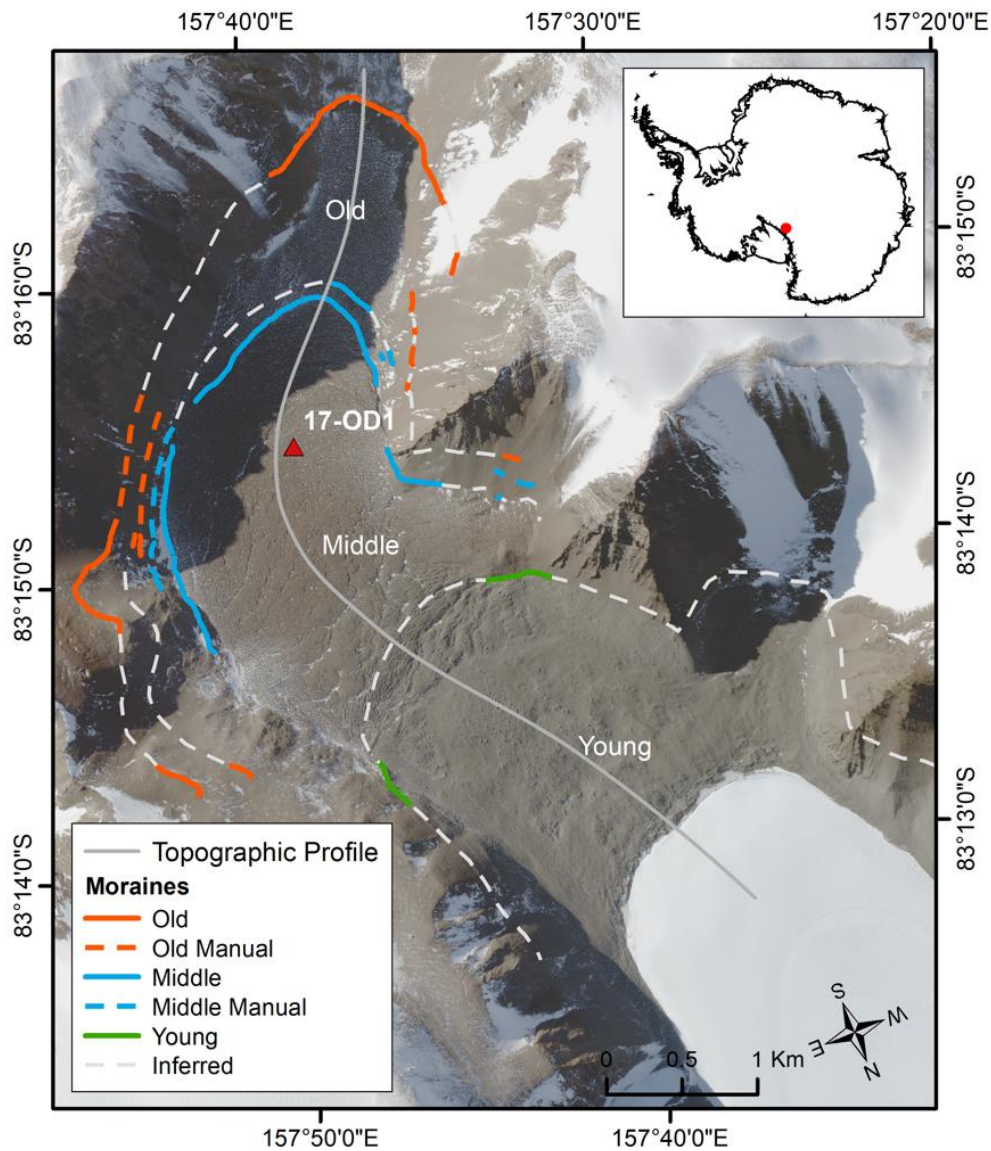 157°40'0"E
157°30'0"E
157°20'0"E
83°15'0"S
83°16'0"S
Old
17-OD1
83°14'0"S
Middle
83°15'0"S
Young
83°13'0"S
83°14'0"S
Topographic Profile
Moraines
Old
Old Manual
Middle
Middle Manual
Young
Inferred
0 0.5 1 Km
S
W
E
N
157°50'0"E
157°40'0"E